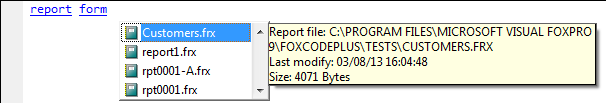 report form
Customers.frx
report1.frx
rpt0001-A.frx
rpt0001.frx
Report file: C:\PROGRAM FILES\MICROSOFT VISUAL FOXPRO
9\FOXCODEPLUS\TESTS\CUSTOMERS.FRX
Last modify: 03/08/13 16:04:48
Size: 4071 Bytes